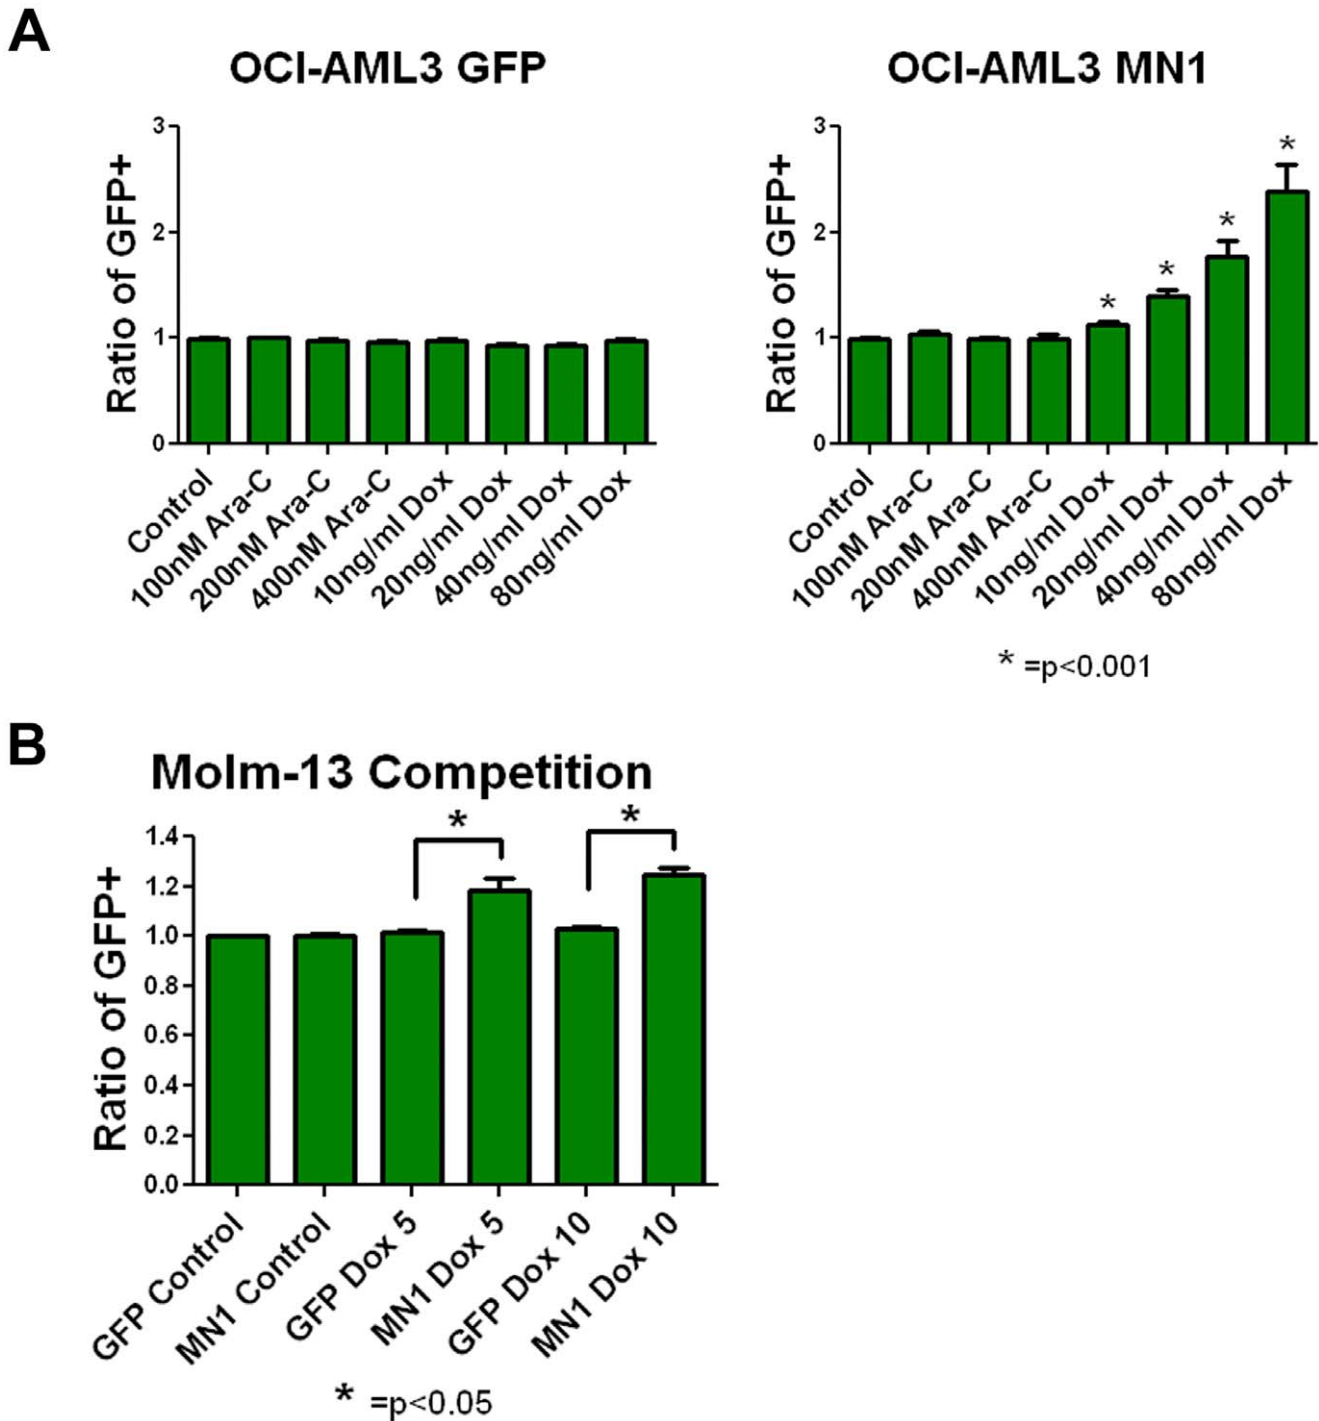 A
OCI-AML3 GFP
OCI-AML3 MN1
Ratio of GFP+
3
2
1
0
Control
100nM Ara-C
200nM Ara-C
400nM Ara-C
10ng/ml Dox
20ng/ml Dox
40ng/ml Dox
80ng/ml Dox
Ratio of GFP+
3
2
1
0
*
*
*
*
Control
100nM Ara-C
200nM Ara-C
400nM Ara-C
10ng/ml Dox
20ng/ml Dox
40ng/ml Dox
80ng/ml Dox
* =p<0.001
B
Molm-13 Competition
Ratio of GFP+
1.4
1.2
1.0
0.8
0.6
0.4
0.2
0.0
*
*
GFP Control
MN1 Control
GFP Dox 5
MN1 Dox 5
GFP Dox 10
MN1 Dox 10
* =p<0.05